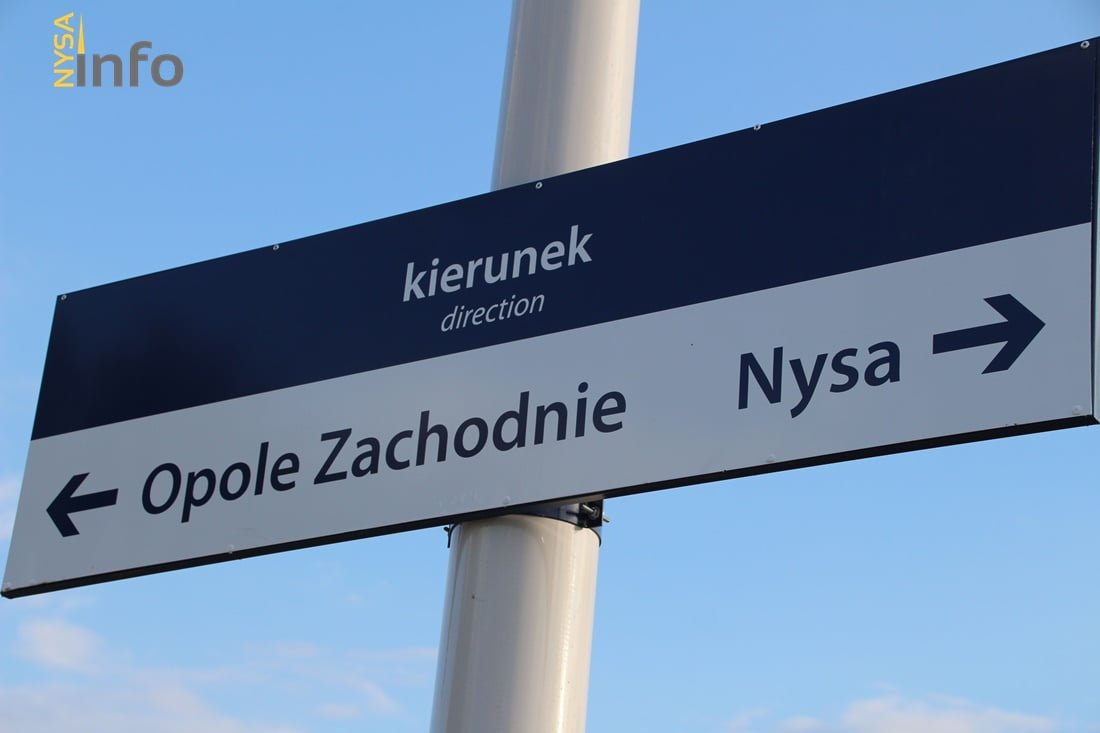 NYSA
info
kierunek
direction
← Opole Zachodnie
Nysa →